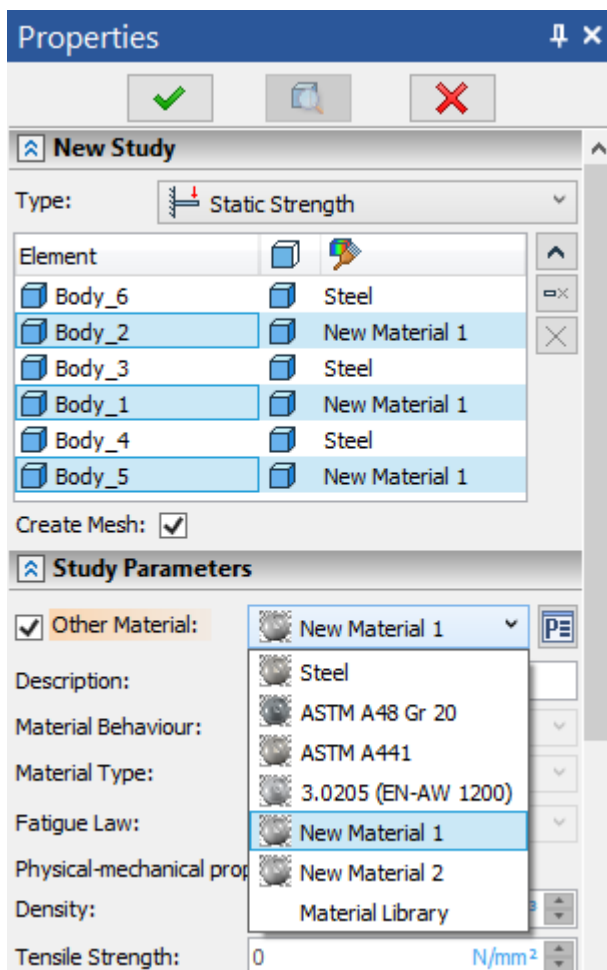 Properties
New Study
Type: Static Strength
Element
Body_6 Steel
Body_2 New Material 1
Body_3 Steel
Body_1 New Material 1
Body_4 Steel
Body_5 New Material 1
Create Mesh:
Study Parameters
Other Material: New Material 1
Steel
Description:
ASTM A48 Gr 20
Material Behaviour:
ASTM A441
Material Type:
3.0205 (EN-AW 1200)
Fatigue Law:
New Material 1
Physical-mechanical prop
New Material 2
Density:
Material Library
Tensile Strength: 0 N/mm²